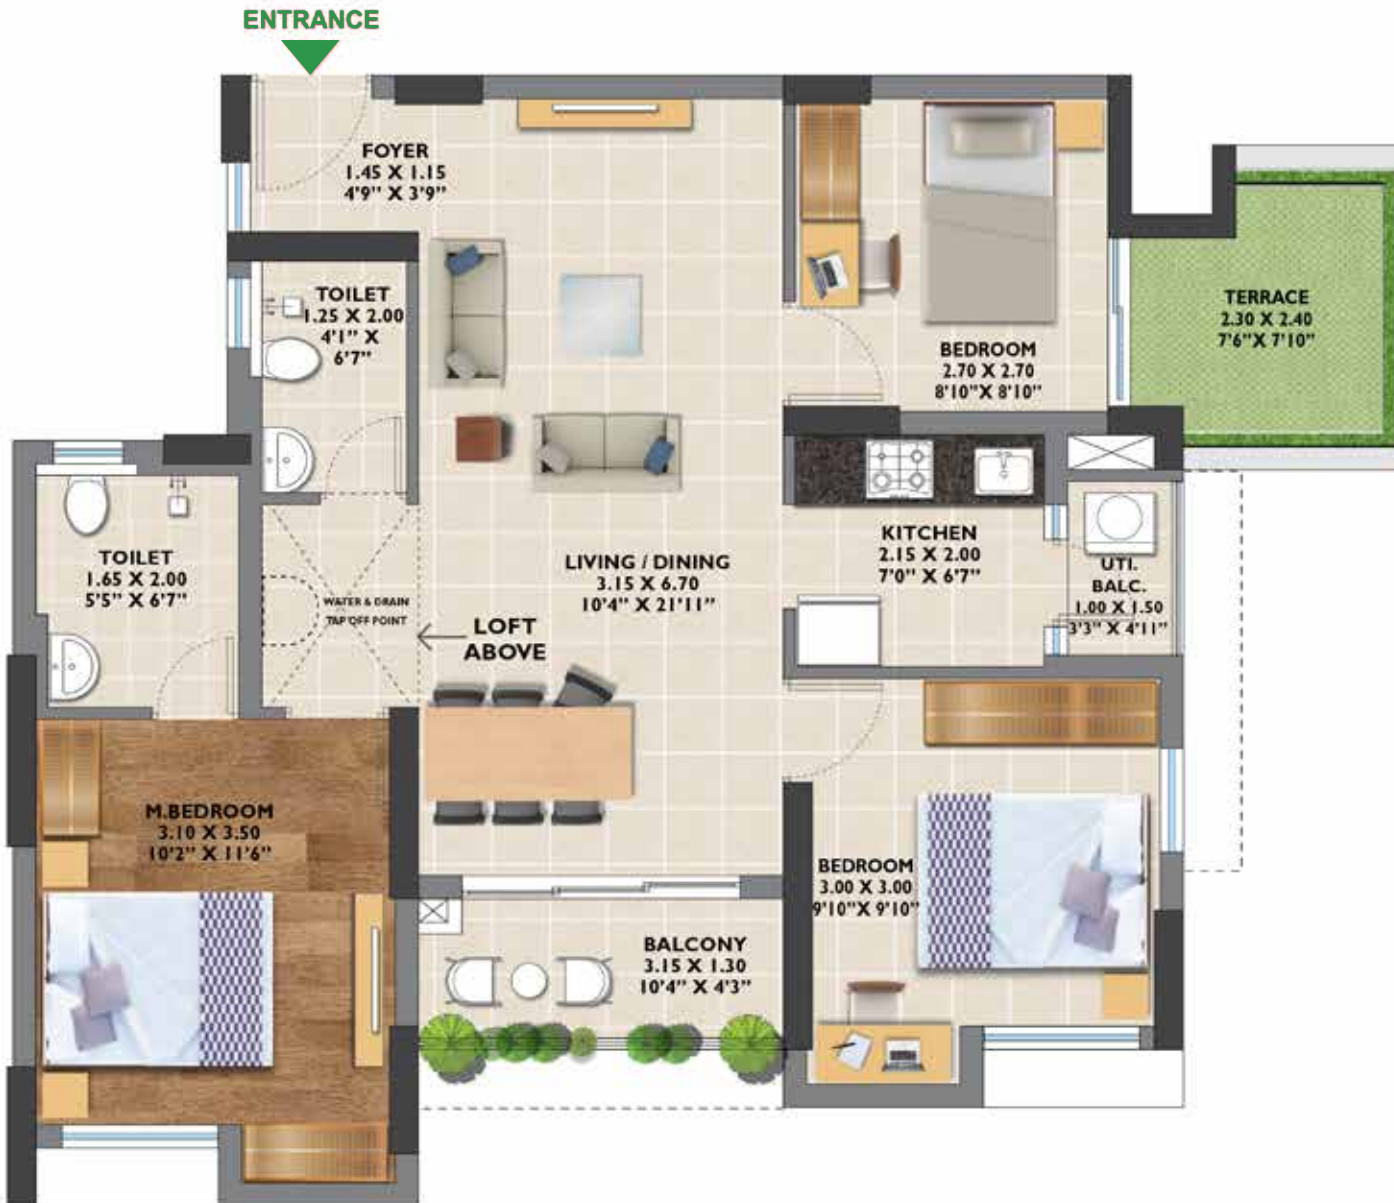 ENTRANCE
FOYER
1.45 X 1.15
4'9" X 3'9"
TOILET
1.25 X 2.00
4'1" X
6'7"
BEDROOM
2.70 X 2.70
8'10"X 8'10"
TERRACE
2.30 X 2.40
7'6"X 7'10"
TOILET
1.65 X 2.00
5'5" X 6'7"
WATER & DRAIN
TAP OFF POINT
LOFT
ABOVE
LIVING / DINING
3.15 X 6.70
10'4" X 21'11"
KITCHEN
2.15 X 2.00
7'0" X 6'7"
UTI.
BALC.
1.00 X 1.50
3'3" X 4'11"
M.BEDROOM
3.10 X 3.50
10'2" X 11'6"
BEDROOM
3.00 X 3.00
9'10"X 9'10"
BALCONY
3.15 X 1.30
10'4" X 4'3"